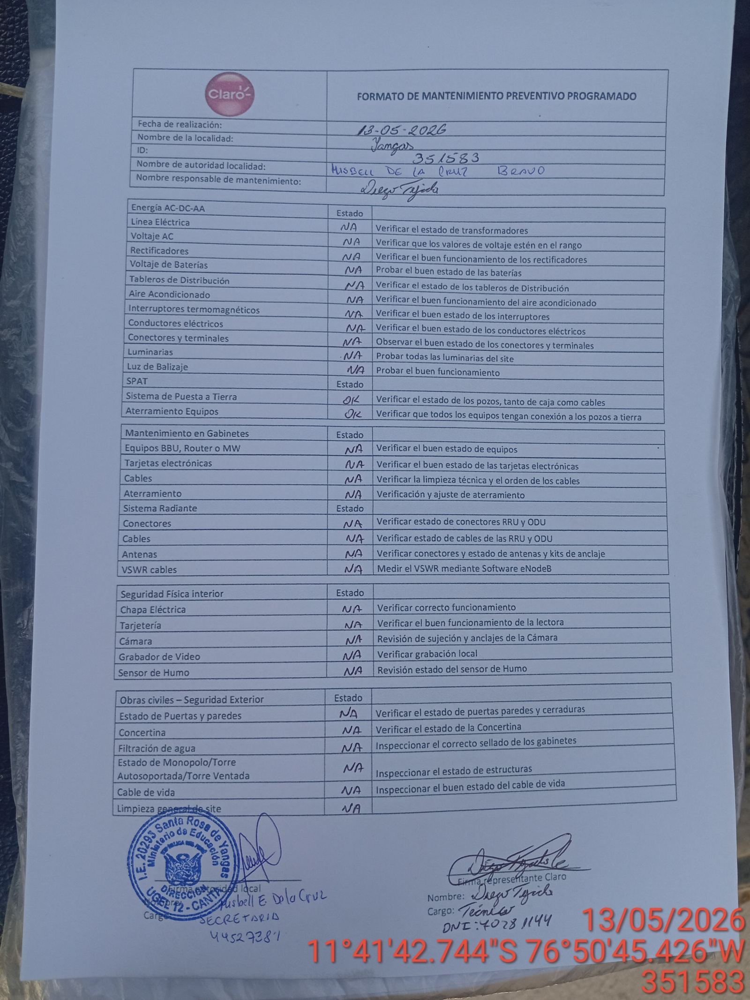 Claro
FORMATO DE MANTENIMIENTO PREVENTIVO PROGRAMADO
Fecha de realización: 13-05-2026
Nombre de la localidad: Yangas
ID: 351583
Nombre de autoridad localidad: MISBELL DE LA CRUZ BRAVO
Nombre responsable de mantenimiento: Diego Tejida
Energía AC-DC-AA Estado
Línea Eléctrica NA Verificar el estado de transformadores
Voltaje AC NA Verificar que los valores de voltaje estén en el rango
Rectificadores NA Verificar el buen funcionamiento de los rectificadores
Voltaje de Baterías NA Probar el buen estado de las baterías
Tableros de Distribución NA Verificar el estado de los tableros de Distribución
Aire Acondicionado NA Verificar el buen funcionamiento del aire acondicionado
Interruptores termomagnéticos NA Verificar el buen estado de los interruptores
Conductores eléctricos NA Verificar el buen estado de los conductores eléctricos
Conectores y terminales NA Observar el buen estado de los conectores y terminales
Luminarias NA Probar todas las luminarias del site
Luz de Balizaje NA Probar el buen funcionamiento
SPAT Estado
Sistema de Puesta a Tierra OK Verificar el estado de los pozos, tanto de caja como cables
Aterramiento Equipos OK Verificar que todos los equipos tengan conexión a los pozos a tierra
Mantenimiento en Gabinetes Estado
Equipos BBU, Router o MW NA Verificar el buen estado de equipos
Tarjetas electrónicas NA Verificar el buen estado de las tarjetas electrónicas
Cables NA Verificar la limpieza técnica y el orden de los cables
Aterramiento NA Verificación y ajuste de aterramiento
Sistema Radiante Estado
Conectores NA Verificar estado de conectores RRU y ODU
Cables NA Verificar estado de cables de las RRU y ODU
Antenas NA Verificar conectores y estado de antenas y kits de anclaje
VSWR cables NA Medir el VSWR mediante Software eNodeB
Seguridad Física interior Estado
Chapa Eléctrica NA Verificar correcto funcionamiento
Tarjetería NA Verificar el buen funcionamiento de la lectora
Cámara NA Revisión de sujeción y anclajes de la Cámara
Grabador de Video NA Verificar grabación local
Sensor de Humo NA Revisión estado del sensor de Humo
Obras civiles – Seguridad Exterior Estado
Estado de Puertas y paredes NA Verificar el estado de puertas paredes y cerraduras
Concertina NA Verificar el estado de la Concertina
Filtración de agua NA Inspeccionar el correcto sellado de los gabinetes
Estado de Monopolo/Torre
Autosoportada/Torre Ventada NA Inspeccionar el estado de estructuras
Cable de vida NA Inspeccionar el buen estado del cable de vida
Limpieza general de site NA
I.E. 20293 Santa Rosa de Yangas
Ministerio de Educación
REPÚBLICA DEL PERÚ
DIRECCIÓN
UGEL 12 - CANTA
Firma autoridad local
Nombre: Misbell E. De la Cruz
Cargo: SECRETARIA
44527381
Firma representante Claro
Nombre: Diego Tejida
Cargo: Técnico
DNI: 70281144
13/05/2026
11°41'42.744"S 76°50'45.426"W
351583